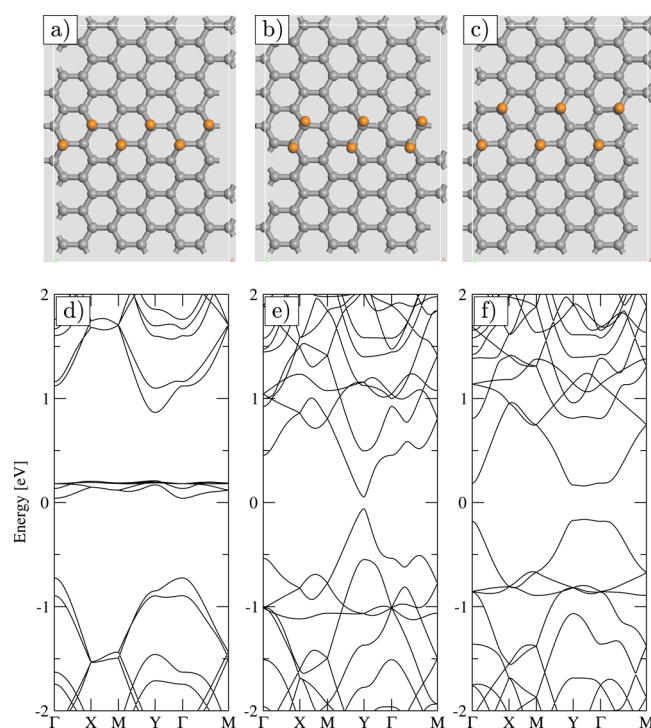 a) b) c)
d) e) f)
2 2 2
1 1 1
Energy [eV]
0 0 0
-1 -1 -1
-2 -2 -2
Γ X M Y Γ M Γ X M Y Γ M Γ X M Y Γ M